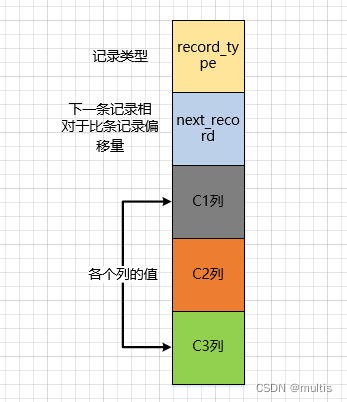 记录类型
record_ty
pe
下一条记录相
对于比条记录偏
移量
next_reco
rd
C1列
各个列的值
C2列
C3列
CSDN @multis